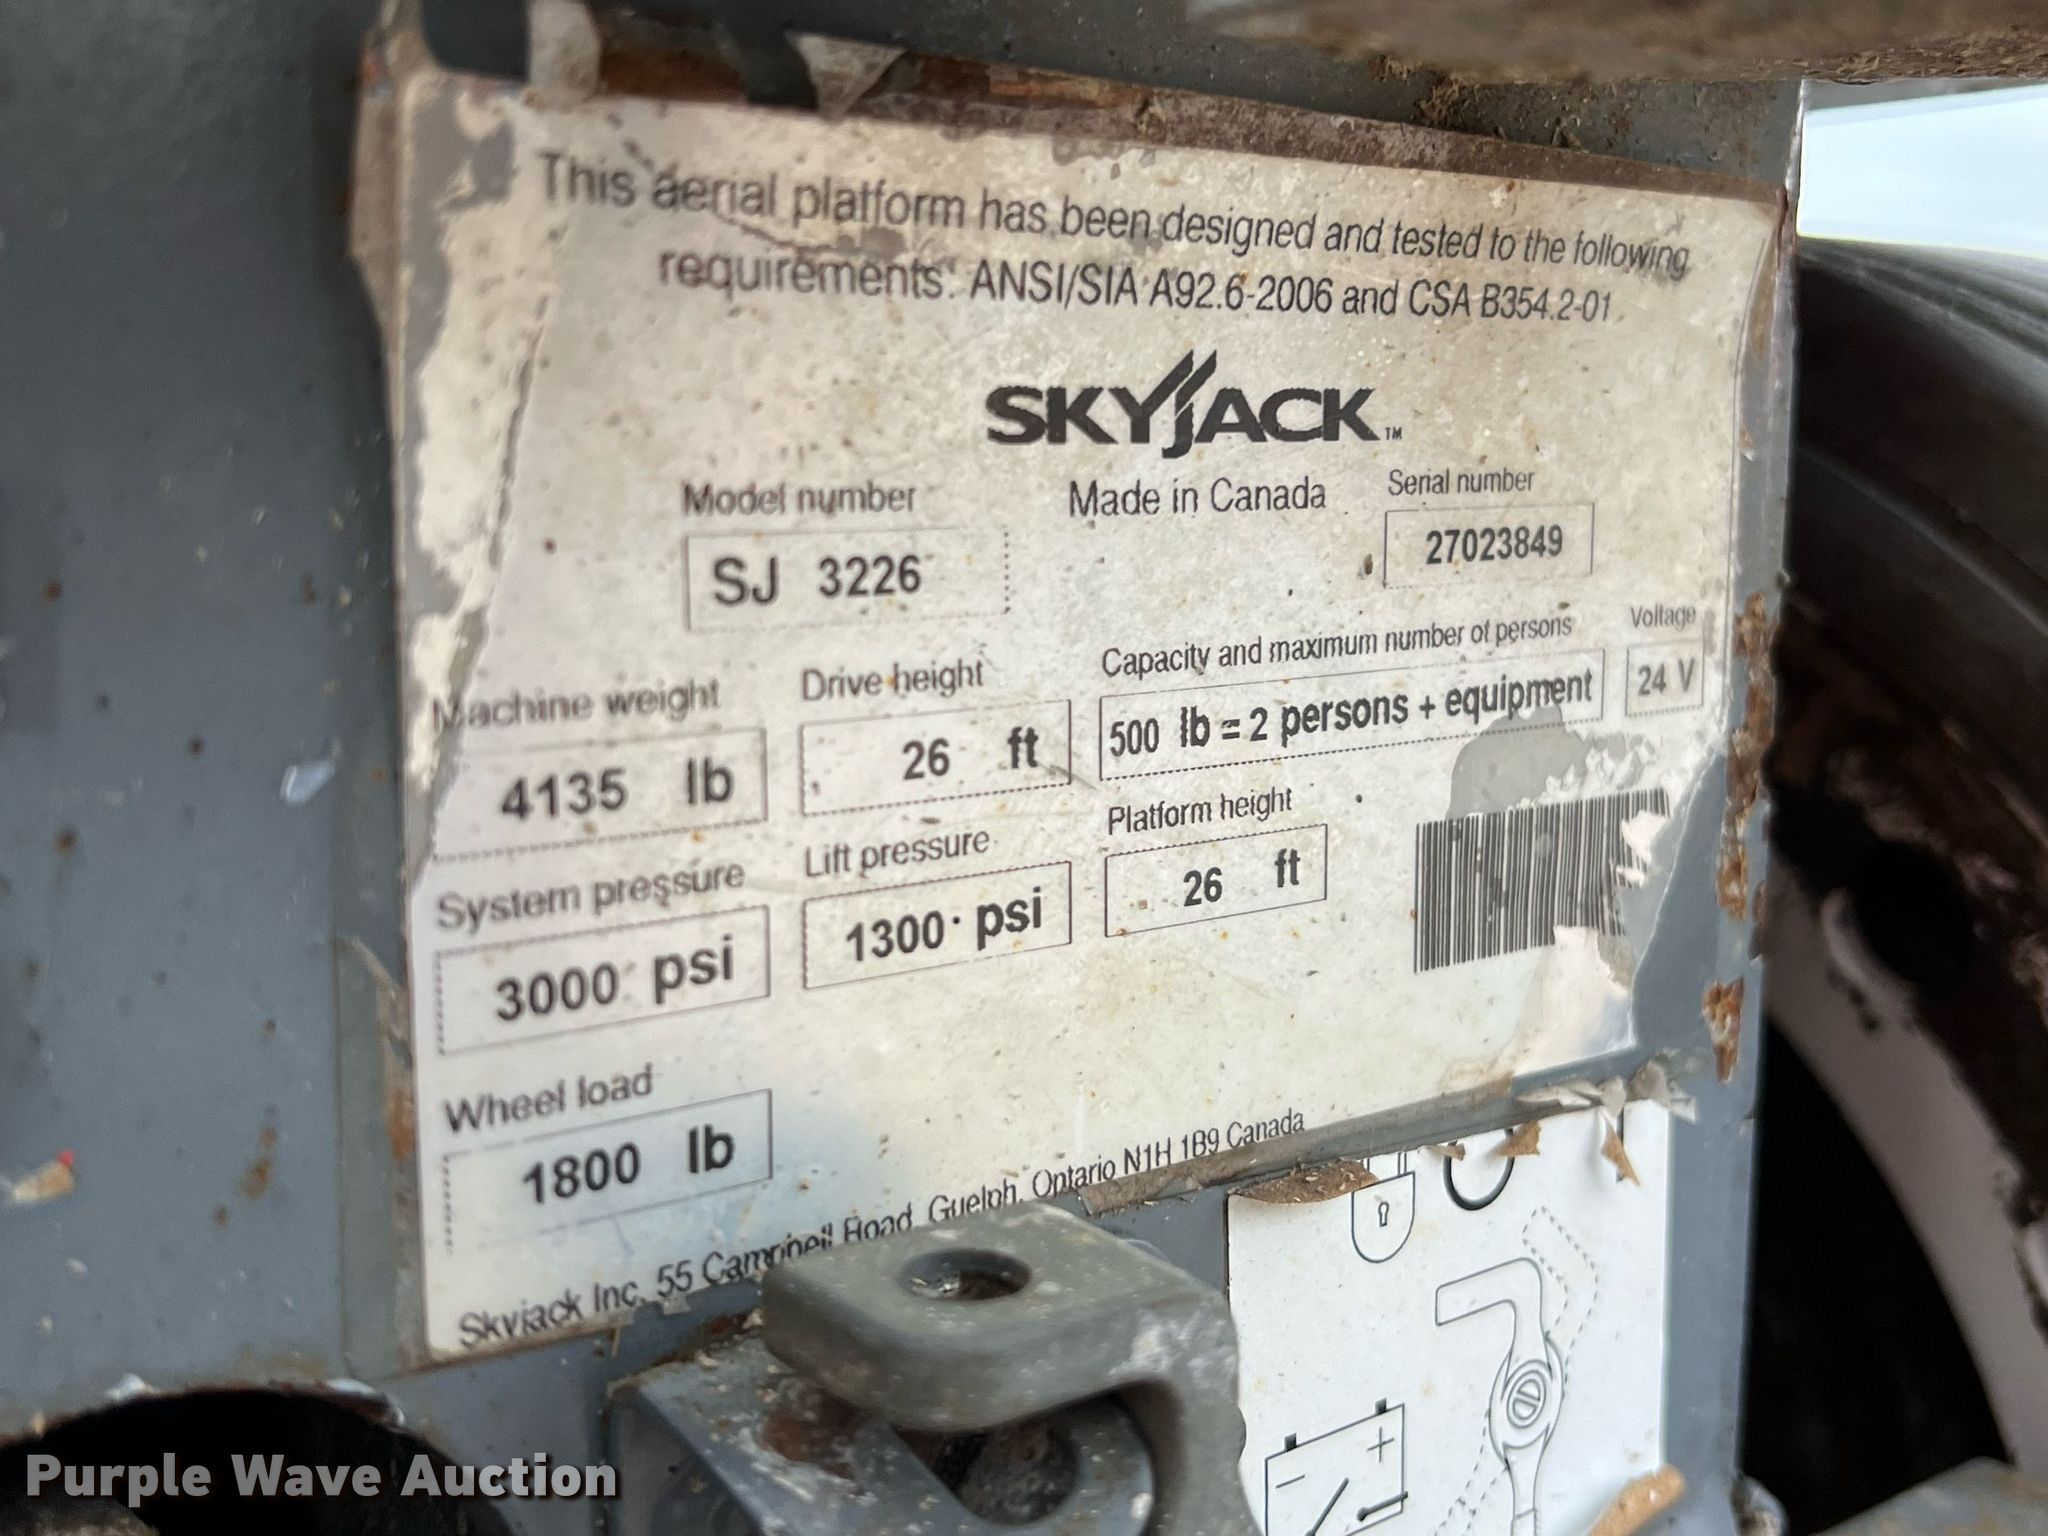 This aerial platform has been designed and tested to the following
requirements: ANSI/SIA A92.6-2006 and CSA B354.2-01.
SKYJACK™
Model number
Made in Canada
Serial number
SJ 3226
27023849
Machine weight
Drive height
Capacity and maximum number of persons
Voltage
4135 lb
26 ft
500 lb = 2 persons + equipment
24 V
System pressure
Lift pressure
Platform height
3000 psi
1300 psi
26 ft
Wheel load
1800 lb
Skyjack Inc. 55 Campbell Road, Guelph, Ontario N1H 1B9 Canada
- +
Purple Wave Auction